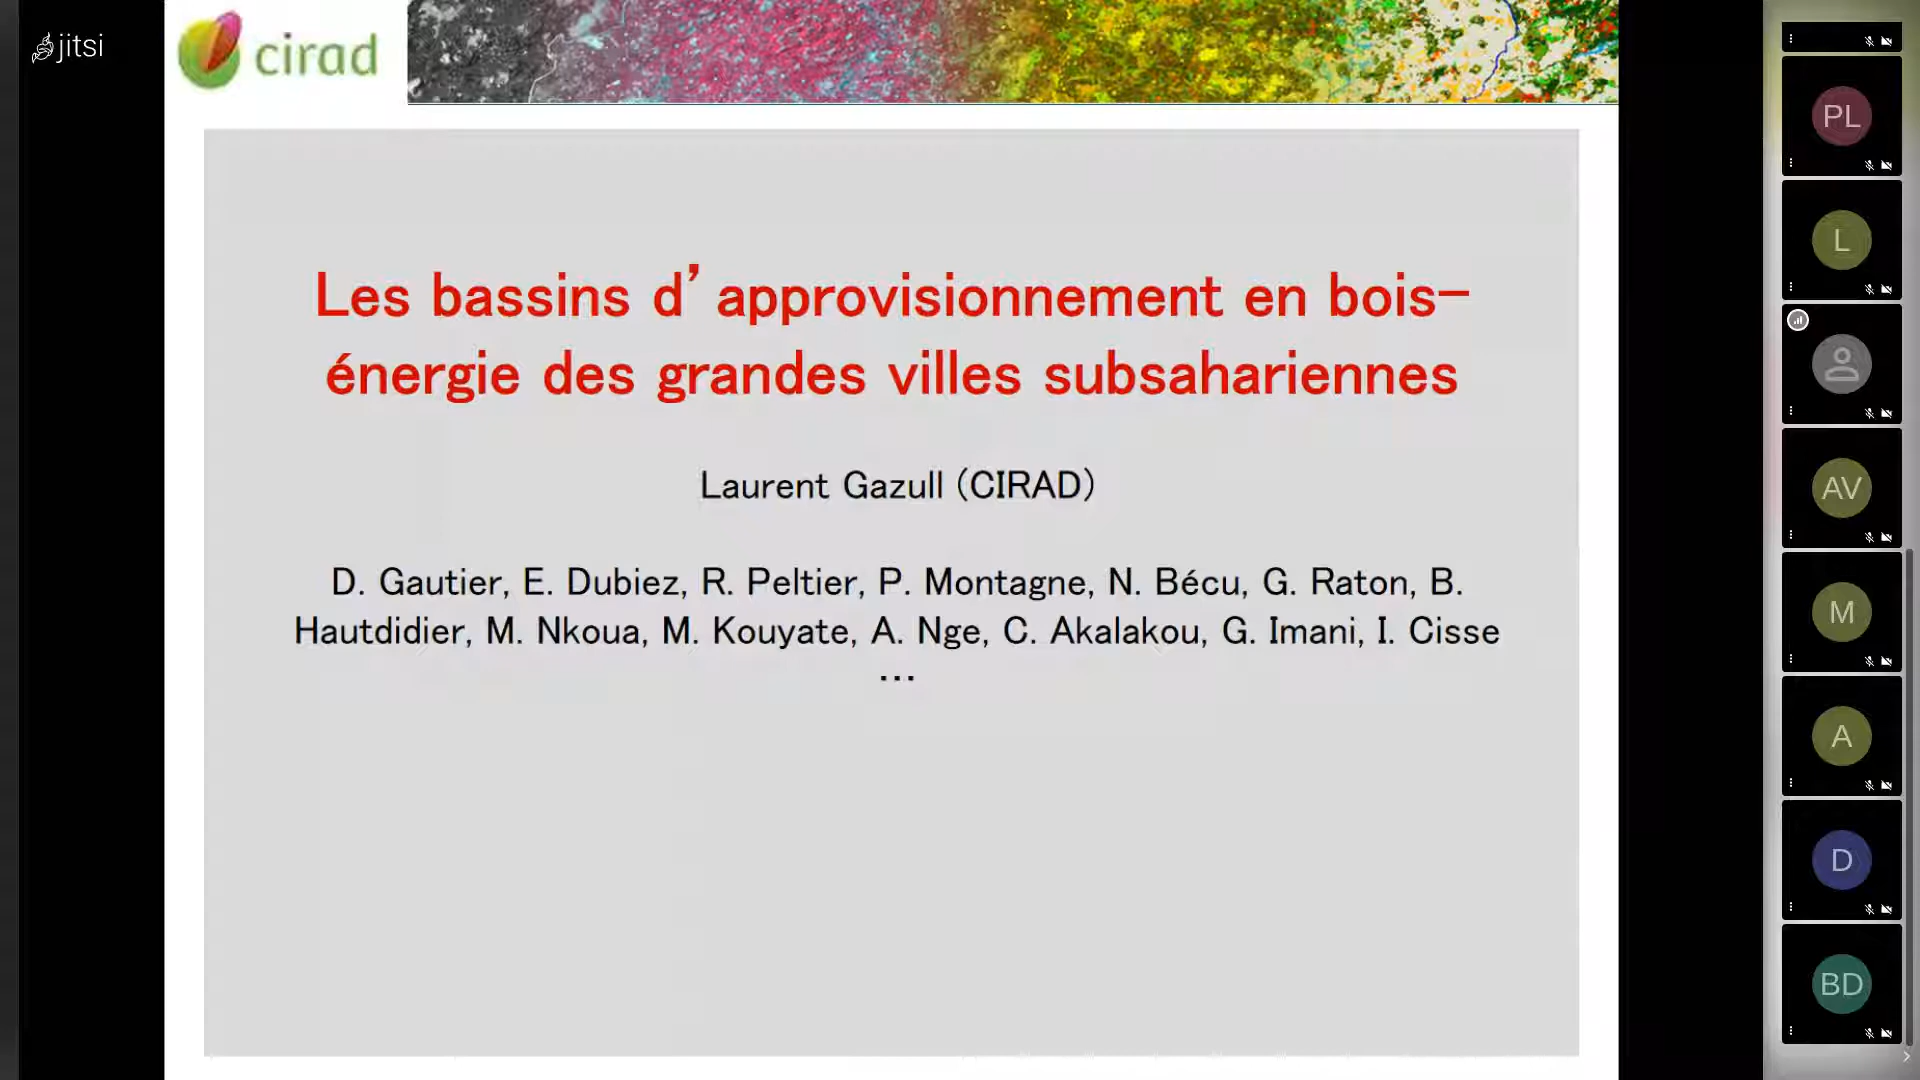 jitsi
cirad
Les bassins d’approvisionnement en bois-
énergie des grandes villes subsahariennes
Laurent Gazull (CIRAD)
D. Gautier, E. Dubiez, R. Peltier, P. Montagne, N. Bécu, G. Raton, B.
Hautdidier, M. Nkoua, M. Kouyate, A. Nge, C. Akalakou, G. Imani, I. Cisse
...
PL
L
AV
M
A
D
BD